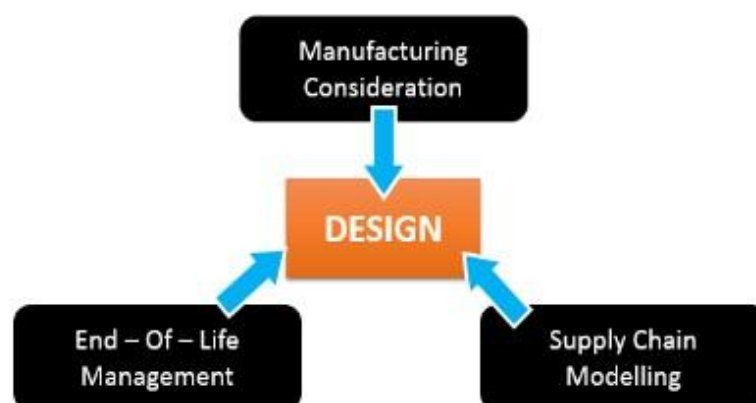 Manufacturing
Consideration
DESIGN
End – Of – Life
Management
Supply Chain
Modelling